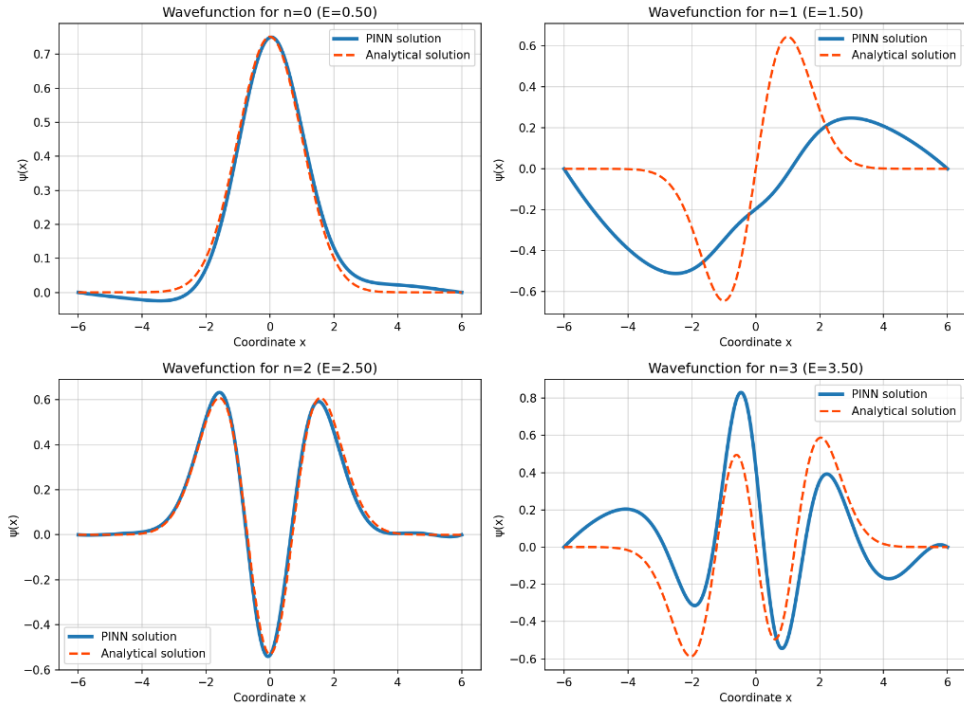 Wavefunction for n=0 (E=0.50)
PINN solution
Analytical solution
ψ(x)
0.7
0.6
0.5
0.4
0.3
0.2
0.1
0.0
−6 −4 −2 0 2 4 6
Coordinate x
Wavefunction for n=1 (E=1.50)
PINN solution
Analytical solution
ψ(x)
0.6
0.4
0.2
0.0
−0.2
−0.4
−0.6
−6 −4 −2 0 2 4 6
Coordinate x
Wavefunction for n=2 (E=2.50)
ψ(x)
0.6
0.4
0.2
0.0
−0.2
−0.4
−0.6
PINN solution
Analytical solution
−6 −4 −2 0 2 4 6
Coordinate x
Wavefunction for n=3 (E=3.50)
PINN solution
Analytical solution
ψ(x)
0.8
0.6
0.4
0.2
0.0
−0.2
−0.4
−0.6
−6 −4 −2 0 2 4 6
Coordinate x